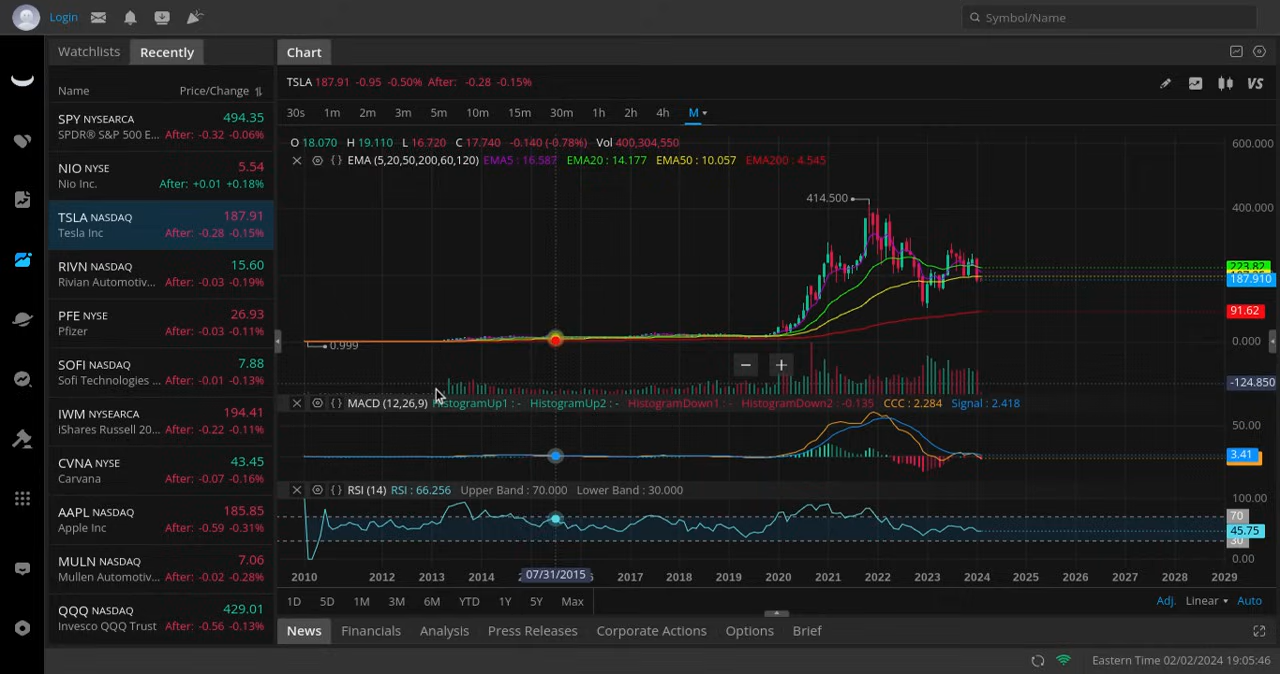 Login
Symbol/Name
Watchlists Recently
Name Price/Change
SPY NYSEARCA 494.35
SPDR® S&P 500 E... After: -0.32 -0.06%
NIO NYSE 5.54
Nio Inc. After: +0.01 +0.18%
TSLA NASDAQ 187.91
Tesla Inc After: -0.28 -0.15%
RIVN NASDAQ 15.60
Rivian Automotiv... After: -0.03 -0.19%
PFE NYSE 26.93
Pfizer After: -0.03 -0.11%
SOFI NASDAQ 7.88
Sofi Technologies ... After: -0.01 -0.13%
IWM NYSEARCA 194.41
iShares Russell 20... After: -0.22 -0.11%
CVNA NYSE 43.45
Carvana After: -0.07 -0.16%
AAPL NASDAQ 185.85
Apple Inc After: -0.59 -0.31%
MULN NASDAQ 7.06
Mullen Automotiv... After: -0.02 -0.28%
QQQ NASDAQ 429.01
Invesco QQQ Trust After: -0.56 -0.13%
Chart
TSLA 187.91 -0.95 -0.50% After: -0.28 -0.15%
VS
30s 1m 2m 3m 5m 10m 15m 30m 1h 2h 4h M
O 18.070 H 19.110 L 16.720 C 17.740 -0.140 (-0.78%) Vol 400,304,550
EMA (5,20,50,200,60,120) EMA5 : 16.587 EMA20 : 14.177 EMA50 : 10.057 EMA200 : 4.545
600.000
414.500
400.000
223.82
187.910
91.62
0.999
0.000
-124.850
MACD (12,26,9) HistogramUp1 : - HistogramUp2 : - HistogramDown1 : - HistogramDown2 : -0.135 CCC : 2.284 Signal : 2.418
50.00
3.41
RSI (14) RSI : 66.256 Upper Band : 70.000 Lower Band : 30.000
100.00
70
45.75
30
0.00
2010 2012 2013 2014 07/31/2015 2017 2018 2019 2020 2021 2022 2023 2024 2025 2026 2027 2028 2029
1D 5D 1M 3M 6M YTD 1Y 5Y Max
Adj. Linear Auto
News Financials Analysis Press Releases Corporate Actions Options Brief
Eastern Time 02/02/2024 19:05:46